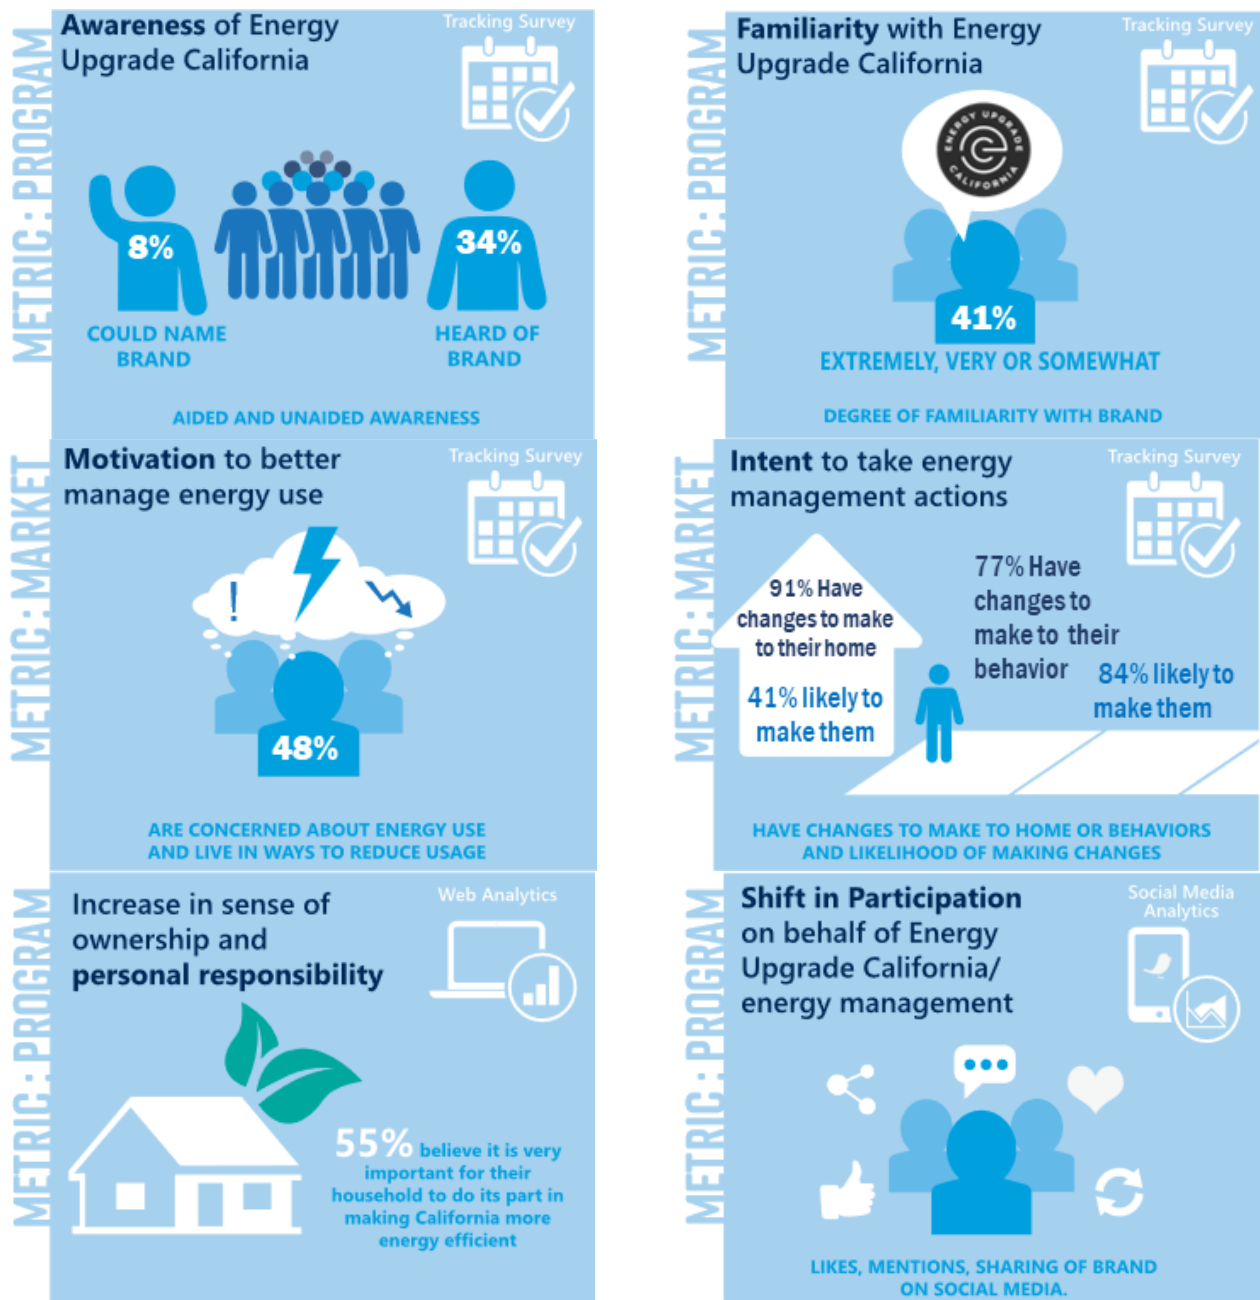 METRIC: PROGRAM
Awareness of Energy
Upgrade California
Tracking Survey
8%
34%
COULD NAME
BRAND
HEARD OF
BRAND
AIDED AND UNAIDED AWARENESS
METRIC: PROGRAM
Familiarity with Energy
Upgrade California
Tracking Survey
ENERGY UPGRADE
CALIFORNIA
41%
EXTREMELY, VERY OR SOMEWHAT
DEGREE OF FAMILIARITY WITH BRAND
METRIC: MARKET
Motivation to better
manage energy use
Tracking Survey
!
48%
ARE CONCERNED ABOUT ENERGY USE
AND LIVE IN WAYS TO REDUCE USAGE
METRIC: MARKET
Intent to take energy
management actions
Tracking Survey
91% Have
changes to make
to their home
41% likely to
make them
77% Have
changes to
make to their
behavior
84% likely to
make them
HAVE CHANGES TO MAKE TO HOME OR BEHAVIORS
AND LIKELIHOOD OF MAKING CHANGES
METRIC: PROGRAM
Increase in sense of
ownership and
personal responsibility
Web Analytics
55% believe it is very
important for their
household to do its part in
making California more
energy efficient
METRIC: PROGRAM
Shift in Participation
on behalf of Energy
Upgrade California/
energy management
Social Media
Analytics
LIKES, MENTIONS, SHARING OF BRAND
ON SOCIAL MEDIA.